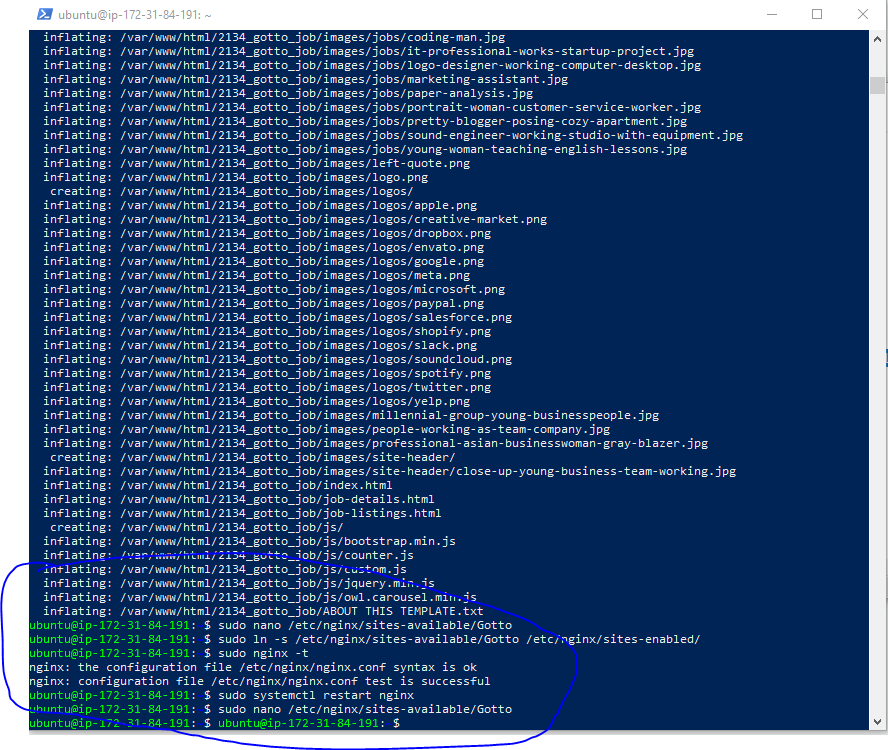 ubuntu@ip-172-31-84-191: ~
inflating: /var/www/html/2134_gotto_job/images/jobs/coding-man.jpg
inflating: /var/www/html/2134_gotto_job/images/jobs/it-professional-works-startup-project.jpg
inflating: /var/www/html/2134_gotto_job/images/jobs/logo-designer-working-computer-desktop.jpg
inflating: /var/www/html/2134_gotto_job/images/jobs/marketing-assistant.jpg
inflating: /var/www/html/2134_gotto_job/images/jobs/paper-analysis.jpg
inflating: /var/www/html/2134_gotto_job/images/jobs/portrait-woman-customer-service-worker.jpg
inflating: /var/www/html/2134_gotto_job/images/jobs/pretty-blogger-posing-cozy-apartment.jpg
inflating: /var/www/html/2134_gotto_job/images/jobs/sound-engineer-working-studio-with-equipment.jpg
inflating: /var/www/html/2134_gotto_job/images/jobs/young-woman-teaching-english-lessons.jpg
inflating: /var/www/html/2134_gotto_job/images/left-quote.png
inflating: /var/www/html/2134_gotto_job/images/logo.png
creating: /var/www/html/2134_gotto_job/images/logos/
inflating: /var/www/html/2134_gotto_job/images/logos/apple.png
inflating: /var/www/html/2134_gotto_job/images/logos/creative-market.png
inflating: /var/www/html/2134_gotto_job/images/logos/dropbox.png
inflating: /var/www/html/2134_gotto_job/images/logos/envato.png
inflating: /var/www/html/2134_gotto_job/images/logos/google.png
inflating: /var/www/html/2134_gotto_job/images/logos/meta.png
inflating: /var/www/html/2134_gotto_job/images/logos/microsoft.png
inflating: /var/www/html/2134_gotto_job/images/logos/paypal.png
inflating: /var/www/html/2134_gotto_job/images/logos/salesforce.png
inflating: /var/www/html/2134_gotto_job/images/logos/shopify.png
inflating: /var/www/html/2134_gotto_job/images/logos/slack.png
inflating: /var/www/html/2134_gotto_job/images/logos/soundcloud.png
inflating: /var/www/html/2134_gotto_job/images/logos/spotify.png
inflating: /var/www/html/2134_gotto_job/images/logos/twitter.png
inflating: /var/www/html/2134_gotto_job/images/logos/yelp.png
inflating: /var/www/html/2134_gotto_job/images/millennial-group-young-businesspeople.jpg
inflating: /var/www/html/2134_gotto_job/images/people-working-as-team-company.jpg
inflating: /var/www/html/2134_gotto_job/images/professional-asian-businesswoman-gray-blazer.jpg
creating: /var/www/html/2134_gotto_job/images/site-header/
inflating: /var/www/html/2134_gotto_job/images/site-header/close-up-young-business-team-working.jpg
inflating: /var/www/html/2134_gotto_job/index.html
inflating: /var/www/html/2134_gotto_job/job-details.html
inflating: /var/www/html/2134_gotto_job/job-listings.html
creating: /var/www/html/2134_gotto_job/js/
inflating: /var/www/html/2134_gotto_job/js/bootstrap.min.js
inflating: /var/www/html/2134_gotto_job/js/counter.js
inflating: /var/www/html/2134_gotto_job/js/custom.js
inflating: /var/www/html/2134_gotto_job/js/jquery.min.js
inflating: /var/www/html/2134_gotto_job/js/owl.carousel.min.js
inflating: /var/www/html/2134_gotto_job/ABOUT THIS TEMPLATE.txt
ubuntu@ip-172-31-84-191: $ sudo nano /etc/nginx/sites-available/Gotto
ubuntu@ip-172-31-84-191: $ sudo ln -s /etc/nginx/sites-available/Gotto /etc/nginx/sites-enabled/
ubuntu@ip-172-31-84-191: $ sudo nginx -t
nginx: the configuration file /etc/nginx/nginx.conf syntax is ok
nginx: configuration file /etc/nginx/nginx.conf test is successful
ubuntu@ip-172-31-84-191: $ sudo systemctl restart nginx
ubuntu@ip-172-31-84-191: $ sudo nano /etc/nginx/sites-available/Gotto
ubuntu@ip-172-31-84-191: $ ubuntu@ip-172-31-84-191: $